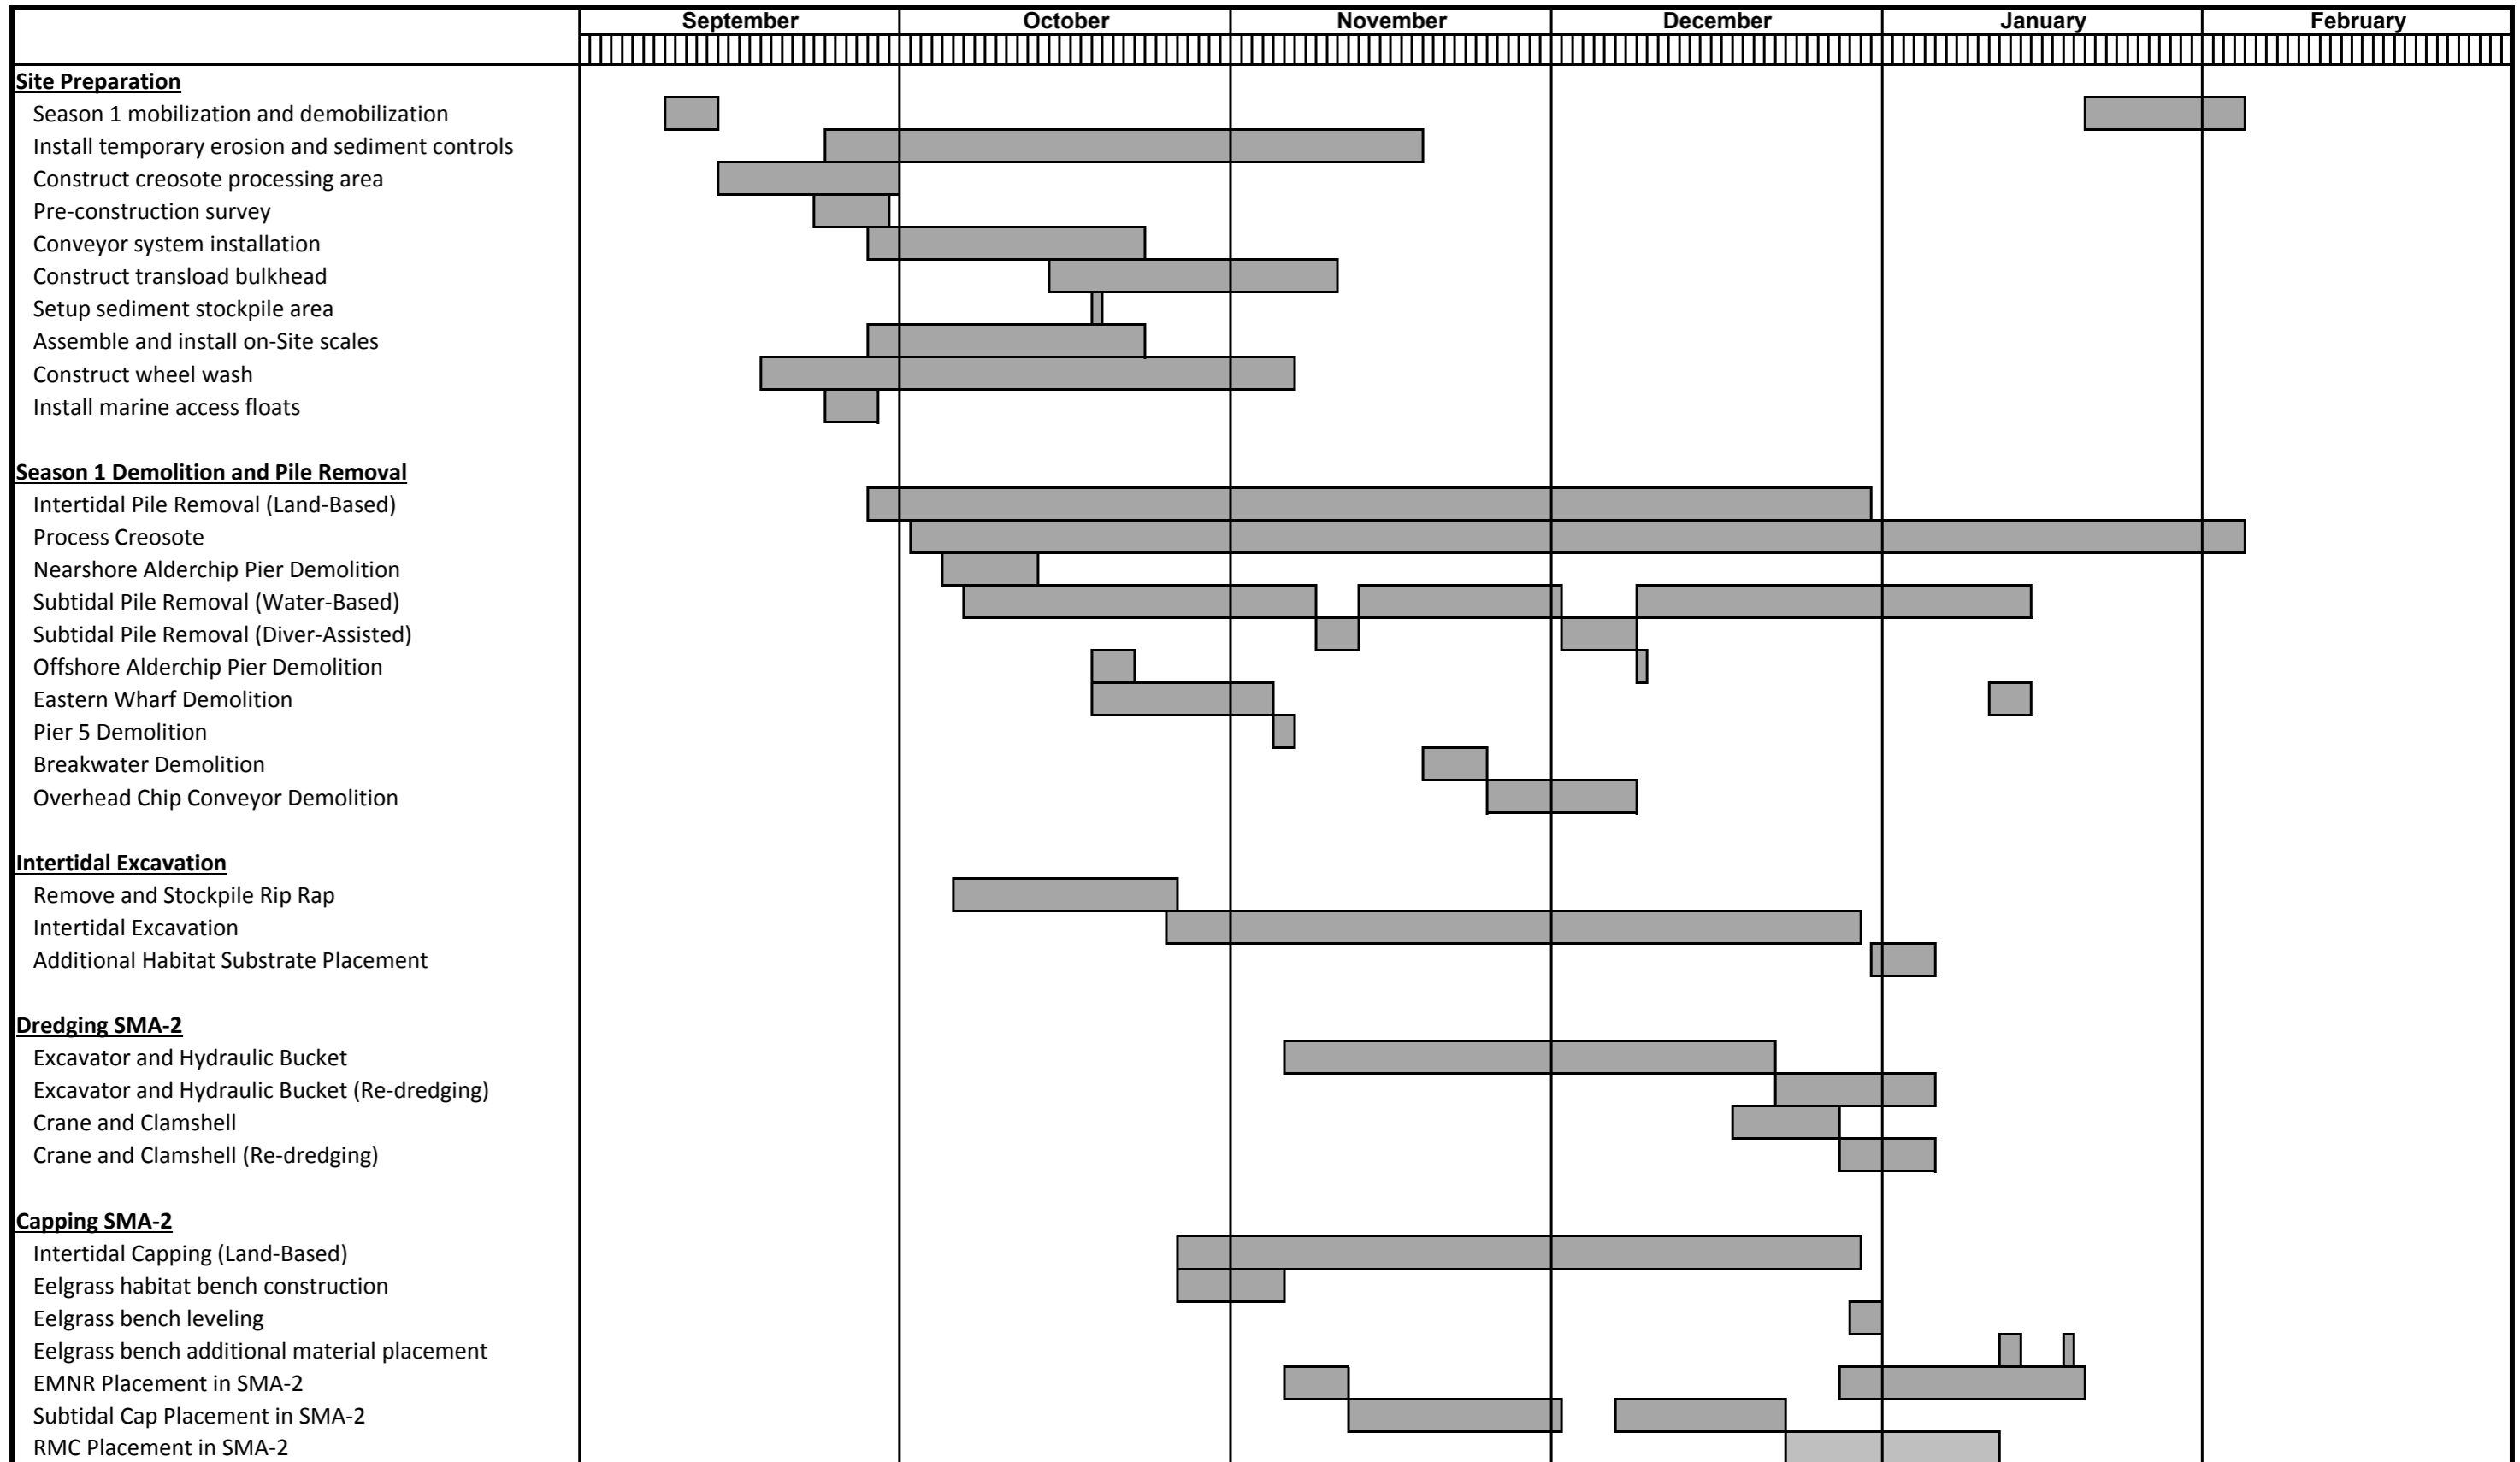 September October November December January February
Site Preparation
Season 1 mobilization and demobilization
Install temporary erosion and sediment controls
Construct creosote processing area
Pre-construction survey
Conveyor system installation
Construct transload bulkhead
Setup sediment stockpile area
Assemble and install on-Site scales
Construct wheel wash
Install marine access floats
Season 1 Demolition and Pile Removal
Intertidal Pile Removal (Land-Based)
Process Creosote
Nearshore Alderchip Pier Demolition
Subtidal Pile Removal (Water-Based)
Subtidal Pile Removal (Diver-Assisted)
Offshore Alderchip Pier Demolition
Eastern Wharf Demolition
Pier 5 Demolition
Breakwater Demolition
Overhead Chip Conveyor Demolition
Intertidal Excavation
Remove and Stockpile Rip Rap
Intertidal Excavation
Additional Habitat Substrate Placement
Dredging SMA-2
Excavator and Hydraulic Bucket
Excavator and Hydraulic Bucket (Re-dredging)
Crane and Clamshell
Crane and Clamshell (Re-dredging)
Capping SMA-2
Intertidal Capping (Land-Based)
Eelgrass habitat bench construction
Eelgrass bench leveling
Eelgrass bench additional material placement
EMNR Placement in SMA-2
Subtidal Cap Placement in SMA-2
RMC Placement in SMA-2